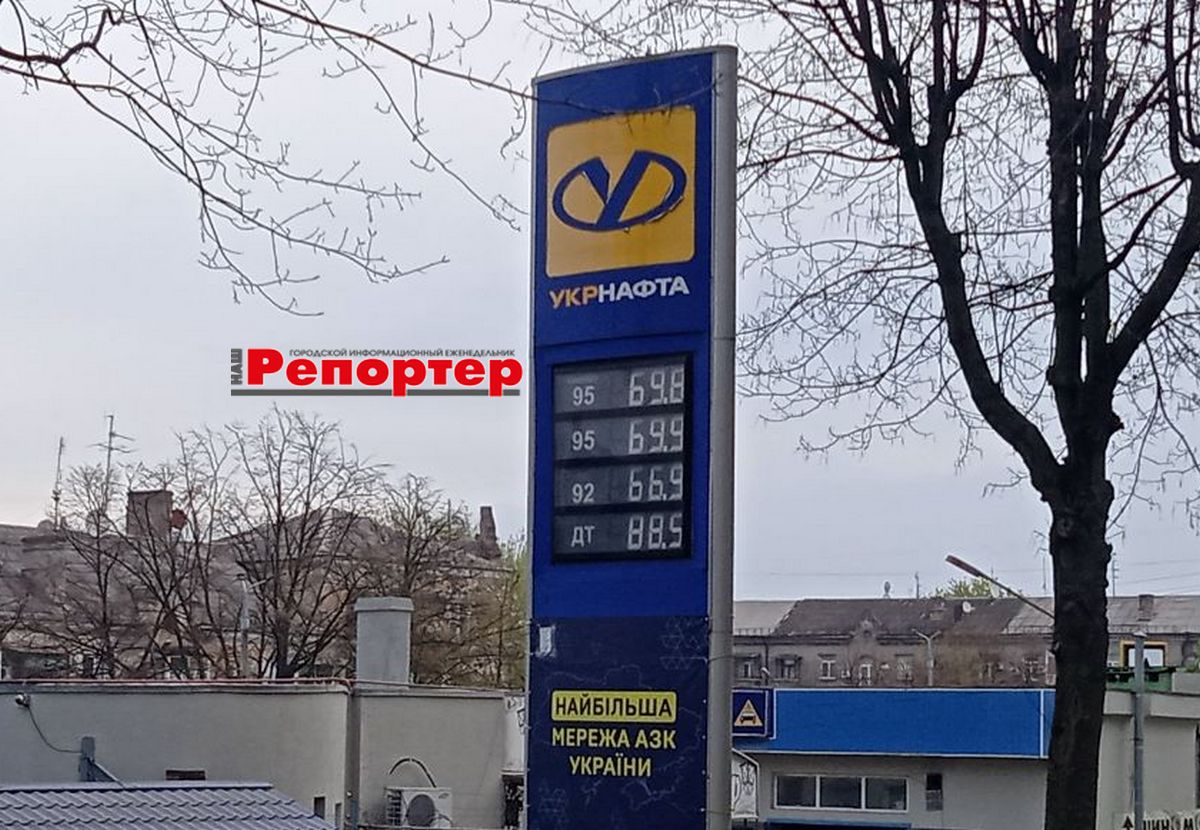 УКРНАФТА
НАШ
ГОРОДСКОЙ ИНФОРМАЦИОННЫЙ ЕЖЕНЕДЕЛЬНИК
Репортер
95 69.8
95 69.9
92 66.9
ДТ 88.5
НАЙБІЛЬША
МЕРЕЖА АЗК
УКРАЇНИ